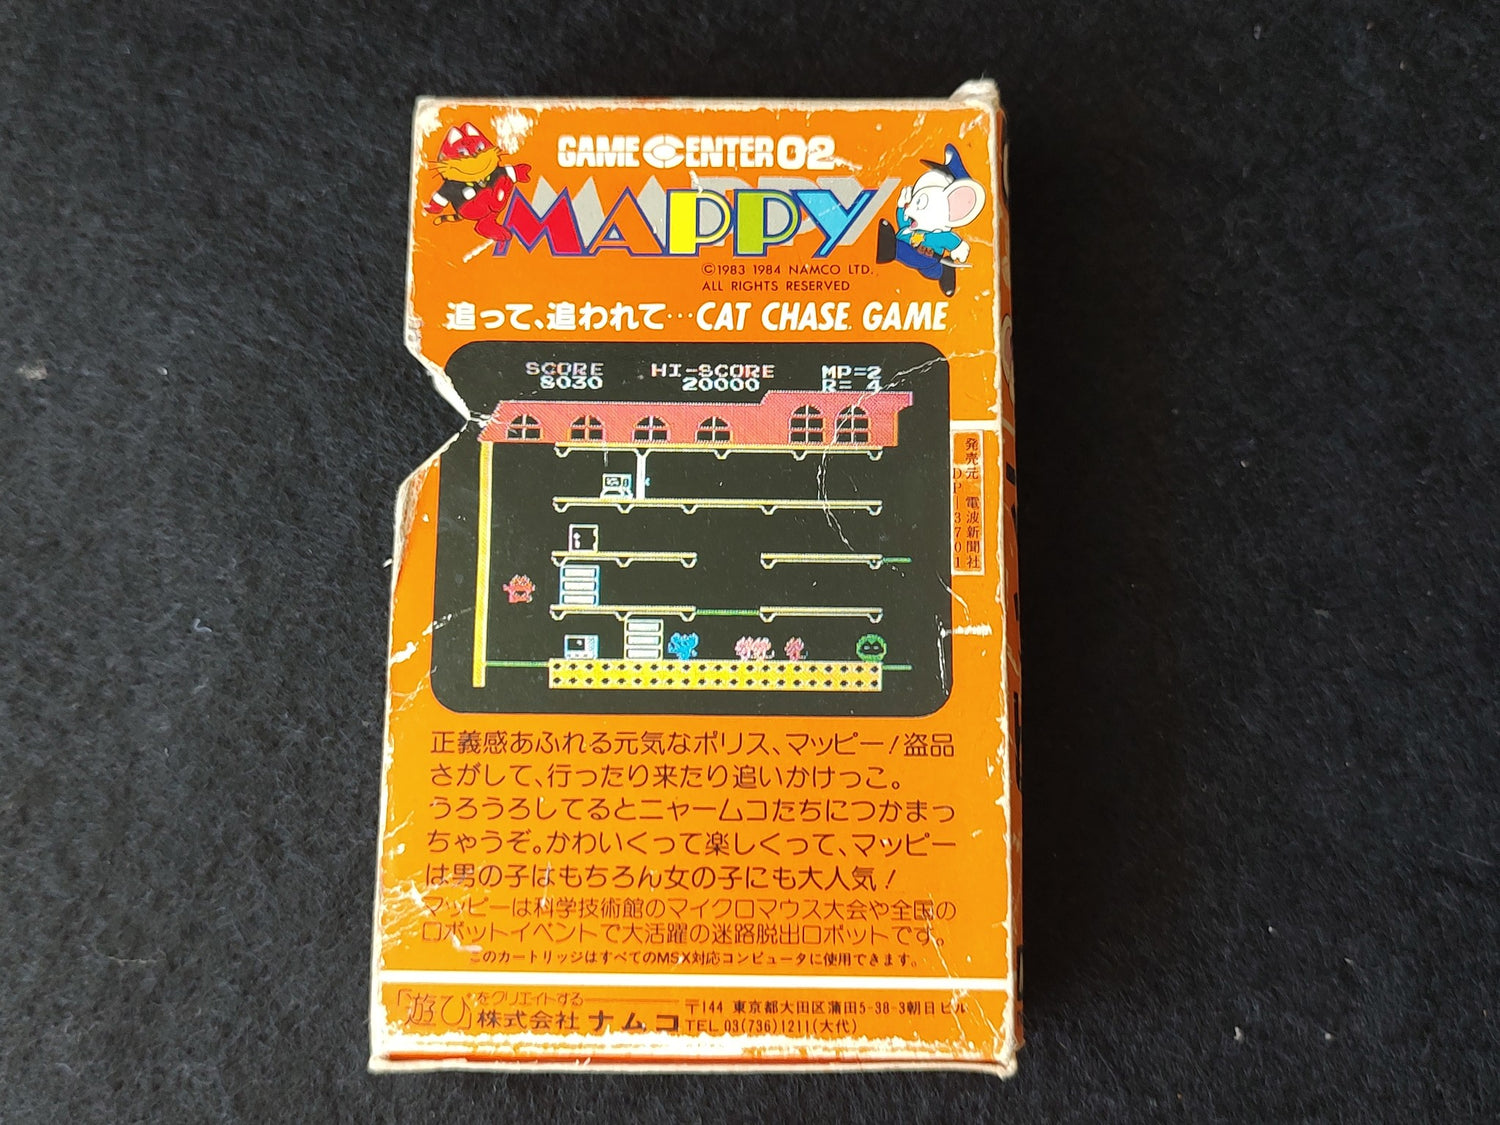 GAME CENTER 02
MAPPY
©1983 1984 NAMCO LTD.
ALL RIGHTS RESERVED
追って、追われて…CAT CHASE GAME
SCORE HI-SCORE MP=2
8030 20000 R= 4
発売元 電波新聞社
DP-3701
正義感あふれる元気なポリス、マッピー!盗品
さがして、行ったり来たり追いかけっこ。
うろうろしてるとニャームコたちにつかまっ
ちゃうぞ。かわいくって楽しくって、マッピー
は男の子はもちろん女の子にも大人気!
マッピーは科学技術館のマイクロマウス大会や全国の
ロボットイベントで大活躍の迷路脱出ロボットです。
このカートリッジはすべてのMSX対応コンピュータに使用できます。
「遊び」をクリエイトする
株式会社 ナムコ
〒144 東京都大田区蒲田5-38-3朝日ビル
TEL 03(736)1211(大代)